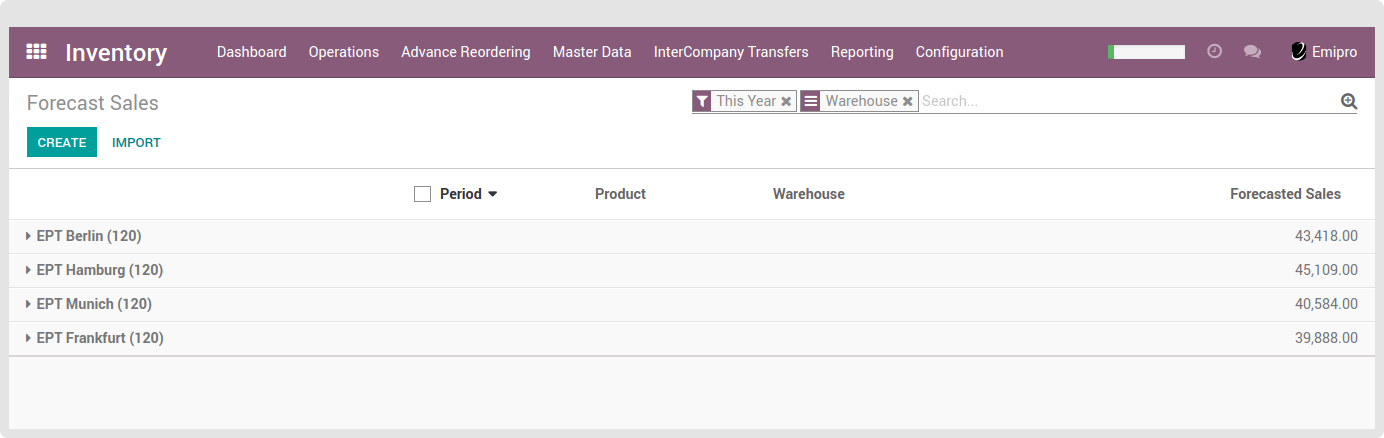 Inventory Dashboard Operations Advance Reordering Master Data InterCompany Transfers Reporting Configuration Emipro
Forecast Sales This Year Warehouse Search...
CREATE IMPORT
Period Product Warehouse Forecasted Sales
EPT Berlin (120) 43,418.00
EPT Hamburg (120) 45,109.00
EPT Munich (120) 40,584.00
EPT Frankfurt (120) 39,888.00